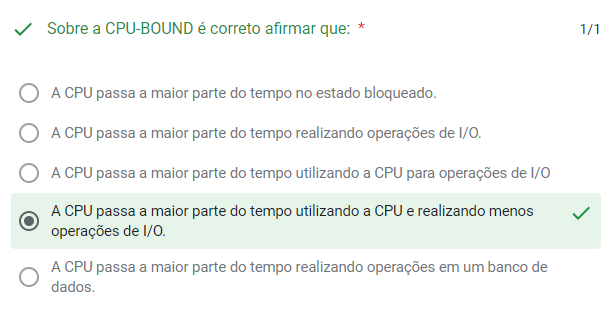 Sobre a CPU-BOUND é correto afirmar que: *
1/1
A CPU passa a maior parte do tempo no estado bloqueado.
A CPU passa a maior parte do tempo realizando operações de I/O.
A CPU passa a maior parte do tempo utilizando a CPU para operações de I/O
A CPU passa a maior parte do tempo utilizando a CPU e realizando menos
operações de I/O.
A CPU passa a maior parte do tempo realizando operações em um banco de
dados.